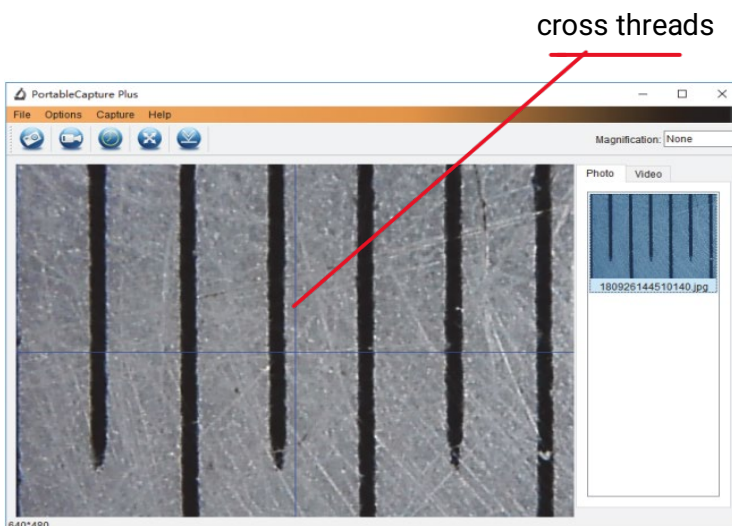 cross threads
PortableCapture Plus
File Options Capture Help
Magnification: None
Photo Video
180926144510140.jpg
640*480